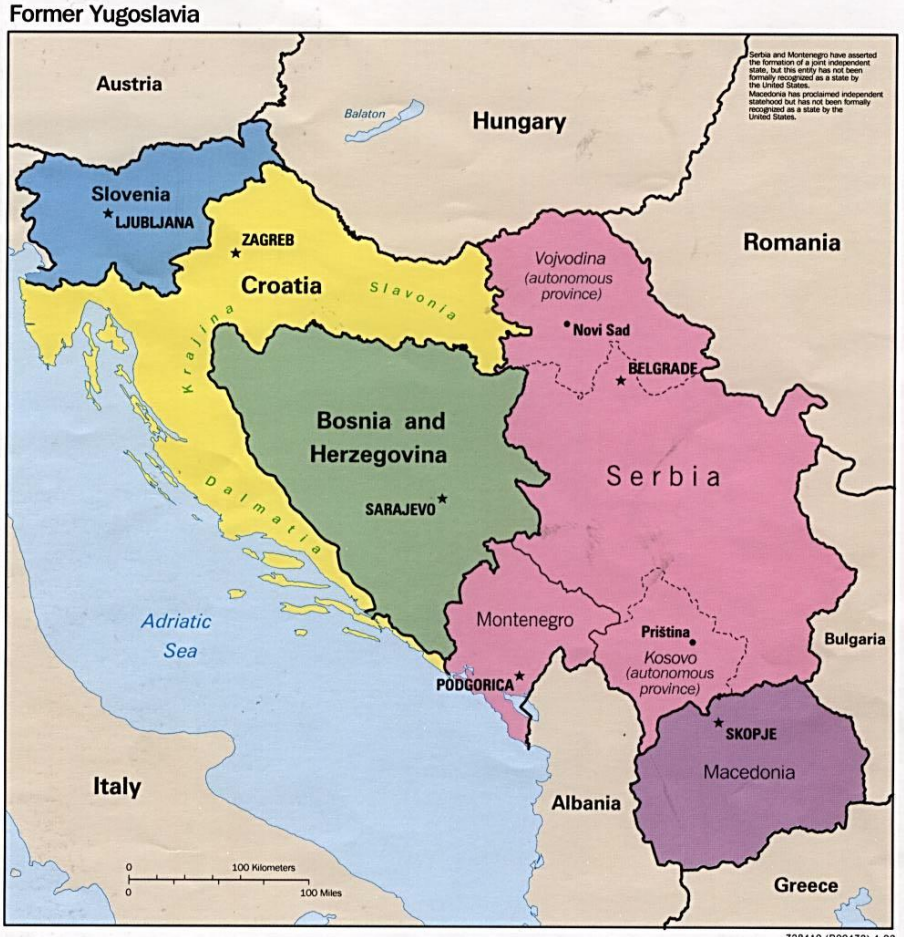 Former Yugoslavia
Serbia and Montenegro have asserted
the formation of a joint independent
state, but this entity has not been
formally recognized as a state by
the United States.
Macedonia has proclaimed independent
statehood but has not been formally
recognized as a state by the
United States.
Austria
Balaton
Hungary
Slovenia
LJUBLJANA
ZAGREB
Croatia
Slavonia
Krajina
Romania
Vojvodina
(autonomous
province)
Novi Sad
BELGRADE
Bosnia and
Herzegovina
SARAJEVO
Serbia
Dalmatia
Adriatic
Sea
Montenegro
PODGORICA
Priština
Kosovo
(autonomous
province)
Bulgaria
SKOPJE
Macedonia
Italy
Albania
Greece
0 100 Kilometers
0 100 Miles